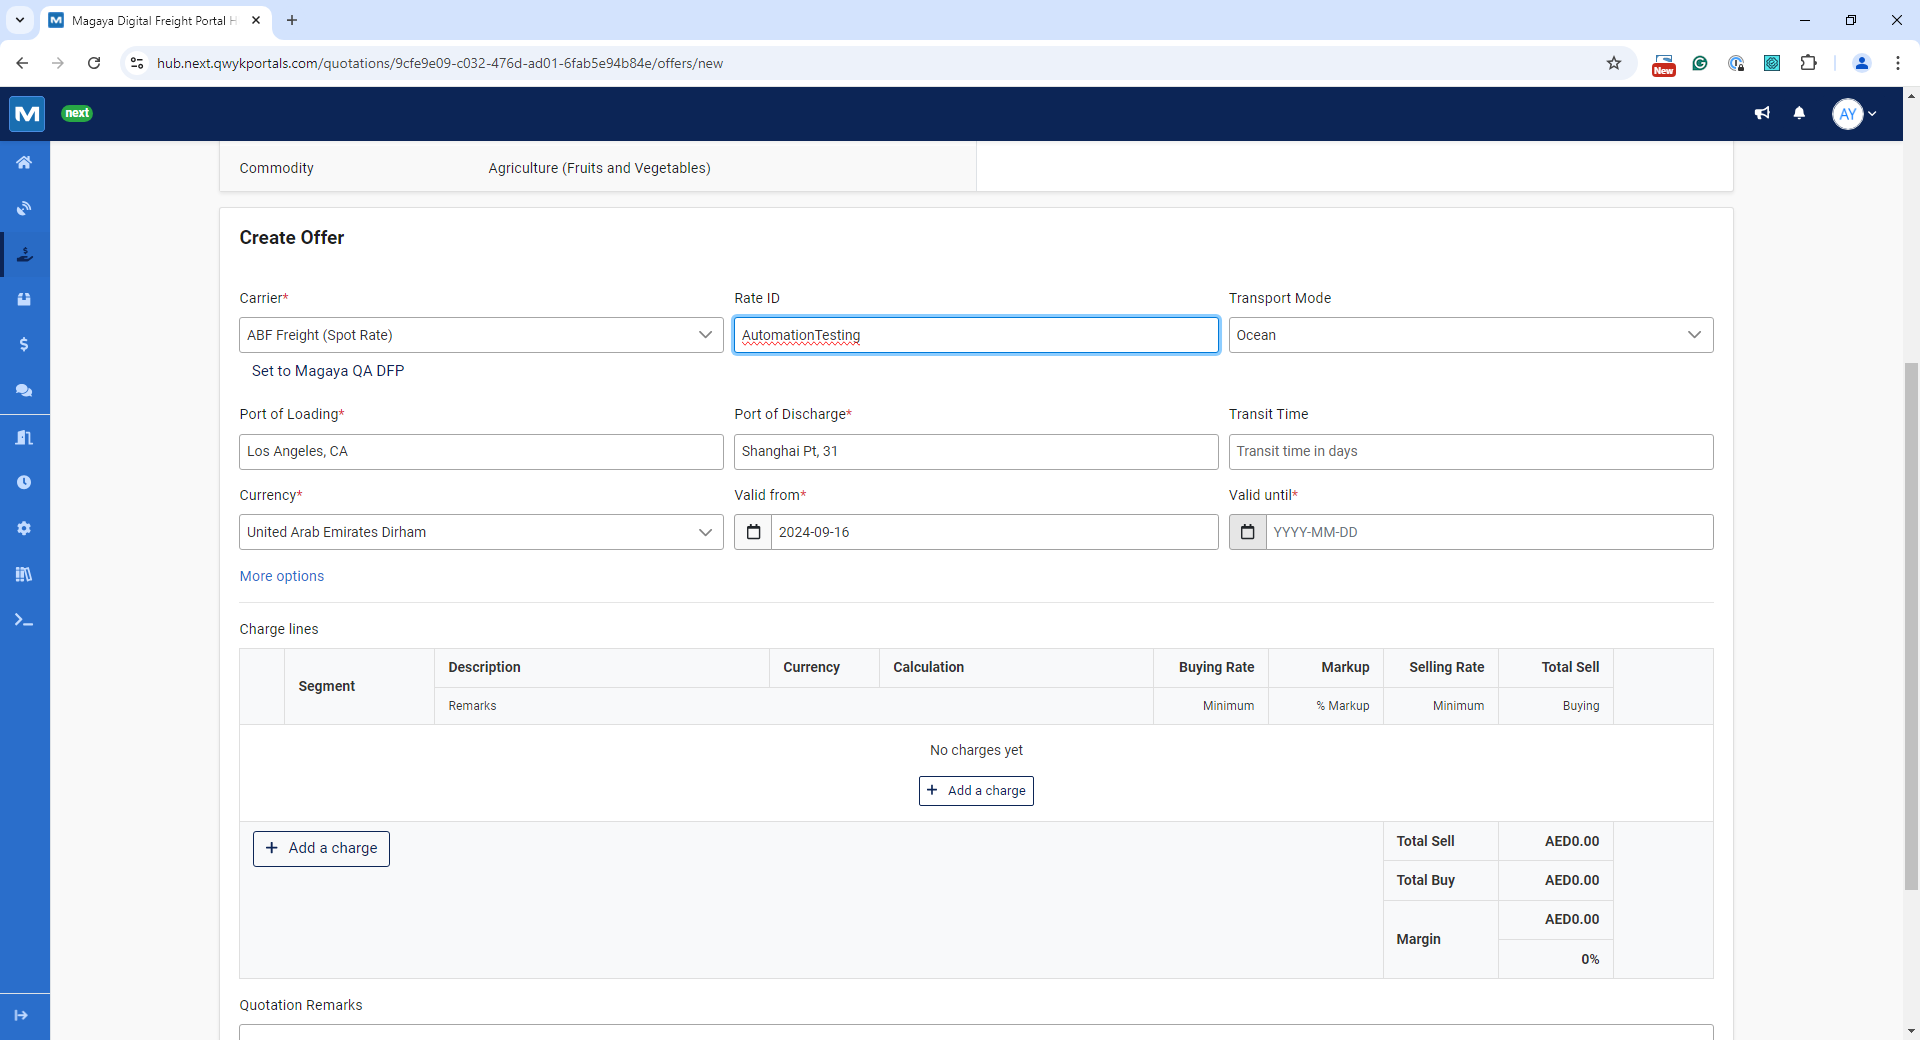 Magaya Digital Freight Portal H
hub.next.qwykportals.com/quotations/9cfe9e09-c032-476d-ad01-6fab5e94b84e/offers/new
New
next
AY
Commodity Agriculture (Fruits and Vegetables)
Create Offer
Carrier* Rate ID Transport Mode
ABF Freight (Spot Rate) AutomationTesting Ocean
Set to Magaya QA DFP
Port of Loading* Port of Discharge* Transit Time
Los Angeles, CA Shanghai Pt, 31 Transit time in days
Currency* Valid from* Valid until*
United Arab Emirates Dirham 2024-09-16 YYYY-MM-DD
More options
Charge lines
Segment Description Currency Calculation Buying Rate Markup Selling Rate Total Sell
Remarks Minimum % Markup Minimum Buying
No charges yet
+ Add a charge
+ Add a charge
Total Sell AED0.00
Total Buy AED0.00
Margin AED0.00
0%
Quotation Remarks